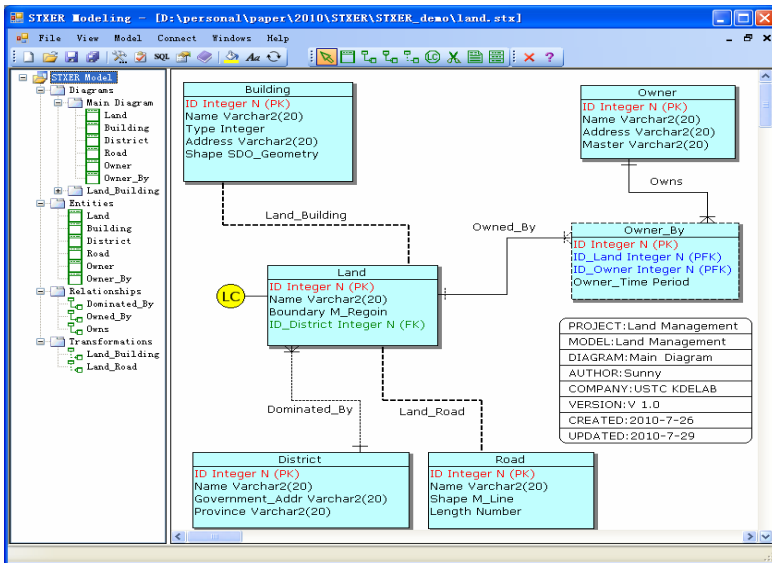 STXER Modeling - [D:\personal\paper\2010\STXER\STXER_demo\land.stx]
File View Model Connect Windows Help
SQL Aa LC
STXER Model
Diagrams
Main Diagram
Land
Building
District
Road
Owner
Owner_By
Land_Building
Entities
Land
Building
District
Road
Owner
Owner_By
Relationships
Dominated_By
Owned_By
Owns
Transformations
Land_Building
Land_Road
Building
ID Integer N (PK)
Name Varchar2(20)
Type Integer
Address Varchar2(20)
Shape SDO_Geometry
Owner
ID Integer N (PK)
Name Varchar2(20)
Address Varchar2(20)
Master Varchar2(20)
Owns
Land_Building
Owned_By
Owner_By
ID Integer N (PK)
ID_Land Integer N (PFK)
ID_Owner Integer N (PFK)
Owner_Time Period
LC
Land
ID Integer N (PK)
Name Varchar2(20)
Boundary M_Regoin
ID_District Integer N (FK)
PROJECT:Land Management
MODEL:Land Management
DIAGRAM:Main Diagram
AUTHOR:Sunny
COMPANY:USTC KDELAB
VERSION:V 1.0
CREATED:2010-7-26
UPDATED:2010-7-29
Dominated_By
Land_Road
District
ID Integer N (PK)
Name Varchar2(20)
Government_Addr Varchar2(20)
Province Varchar2(20)
Road
ID Integer N (PK)
Name Varchar2(20)
Shape M_Line
Length Number